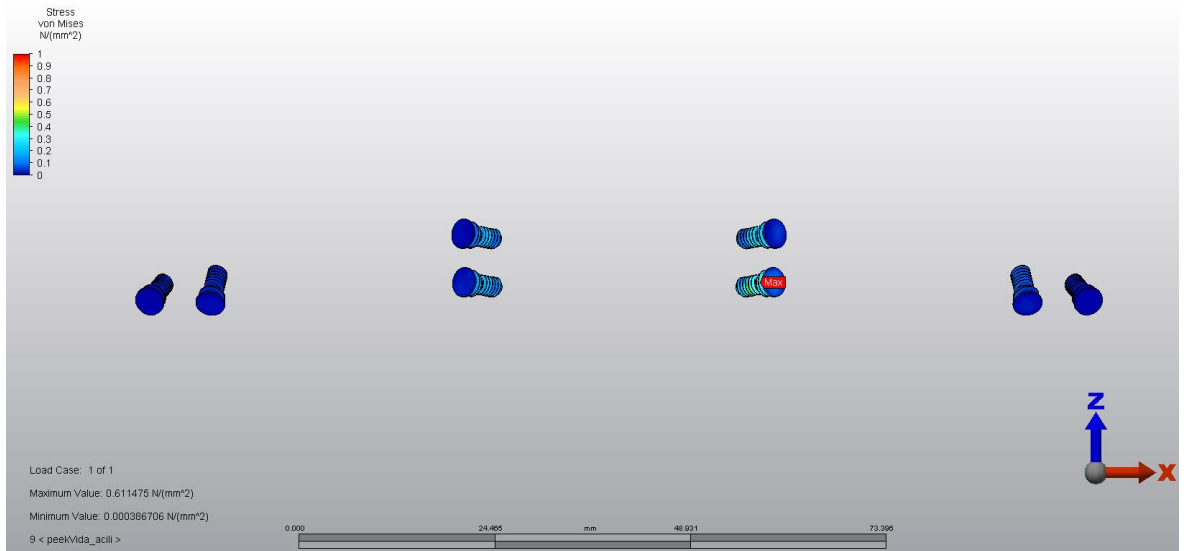 Stress
von Mises
N/(mm^2)
1
0.9
0.8
0.7
0.6
0.5
0.4
0.3
0.2
0.1
0
Max
Z
X
Load Case: 1 of 1
Maximum Value: 0.611475 N/(mm^2)
Minimum Value: 0.000386706 N/(mm^2)
9 < peekVida_acili >
0.000 24.465 mm 48.931 73.396